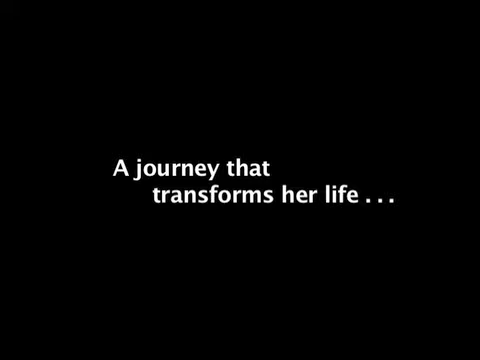 A journey that
transforms her life . . .